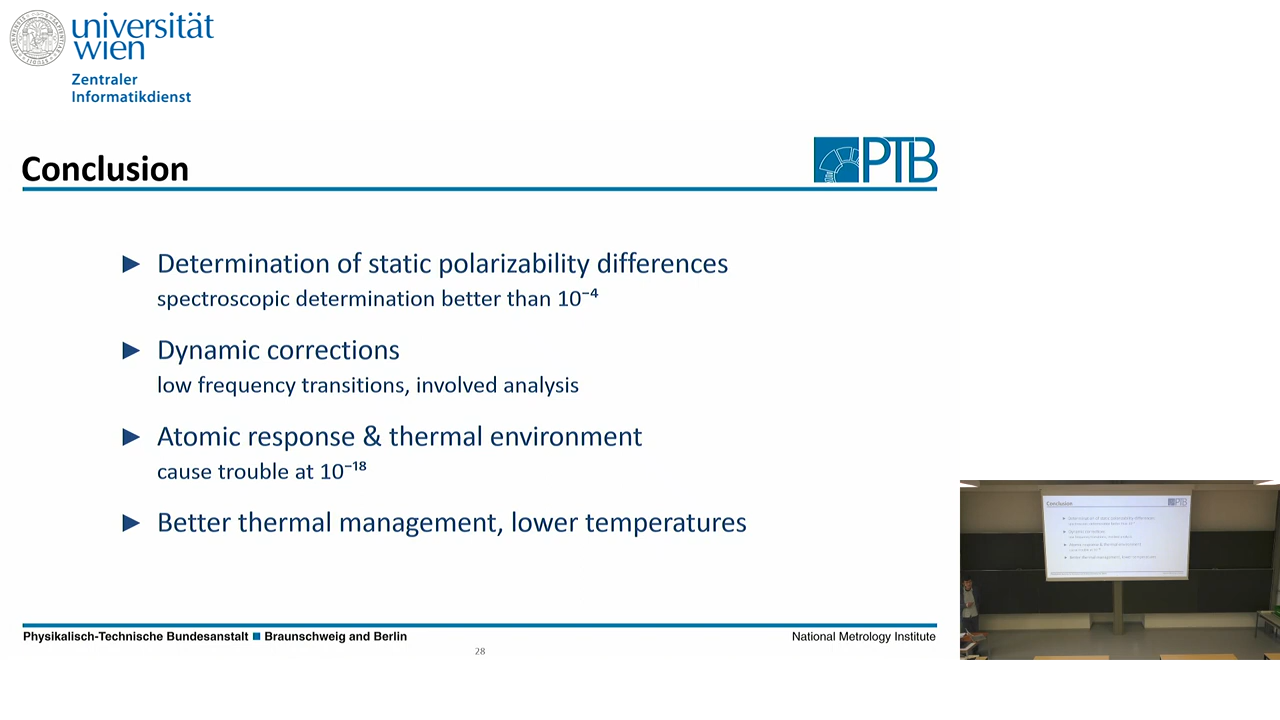 universität
wien
Zentraler
Informatikdienst
Conclusion
PTB
► Determination of static polarizability differences
spectroscopic determination better than 10⁻⁴
► Dynamic corrections
low frequency transitions, involved analysis
► Atomic response & thermal environment
cause trouble at 10⁻¹⁸
► Better thermal management, lower temperatures
Physikalisch-Technische Bundesanstalt ■ Braunschweig and Berlin
National Metrology Institute
28
Conclusion
PTB